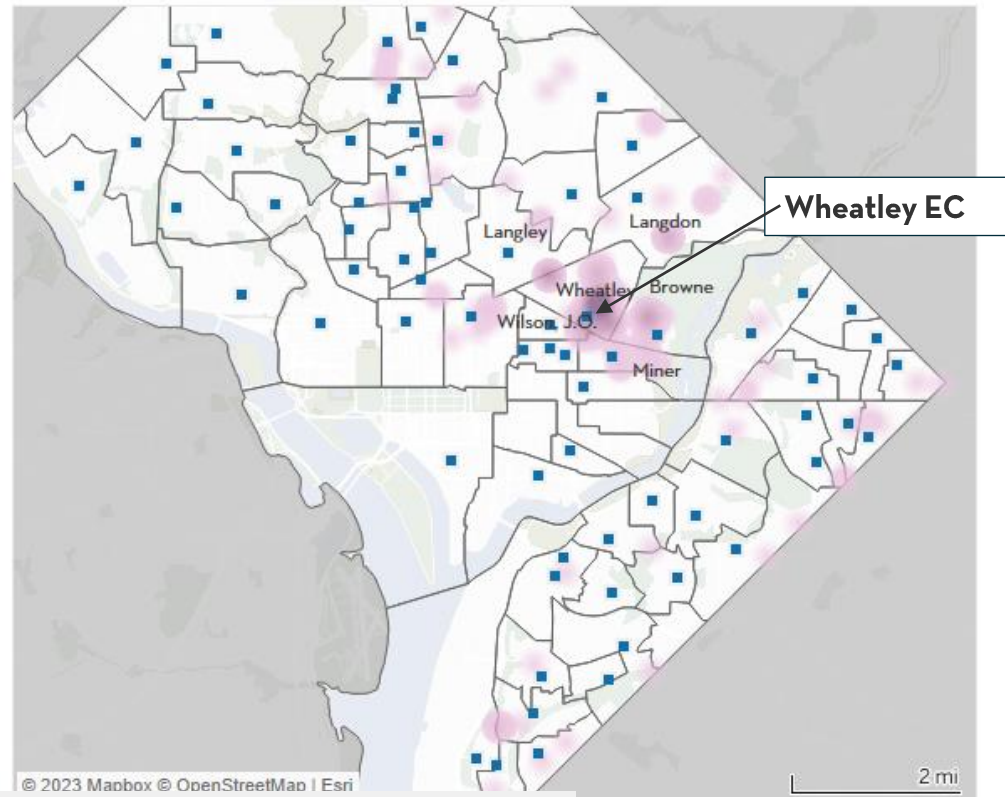 Wheatley EC
Langdon
Langley
Browne
Wheatley
Wilson, J.O.
Miner
© 2023 Mapbox © OpenStreetMap | Esri
2 mi